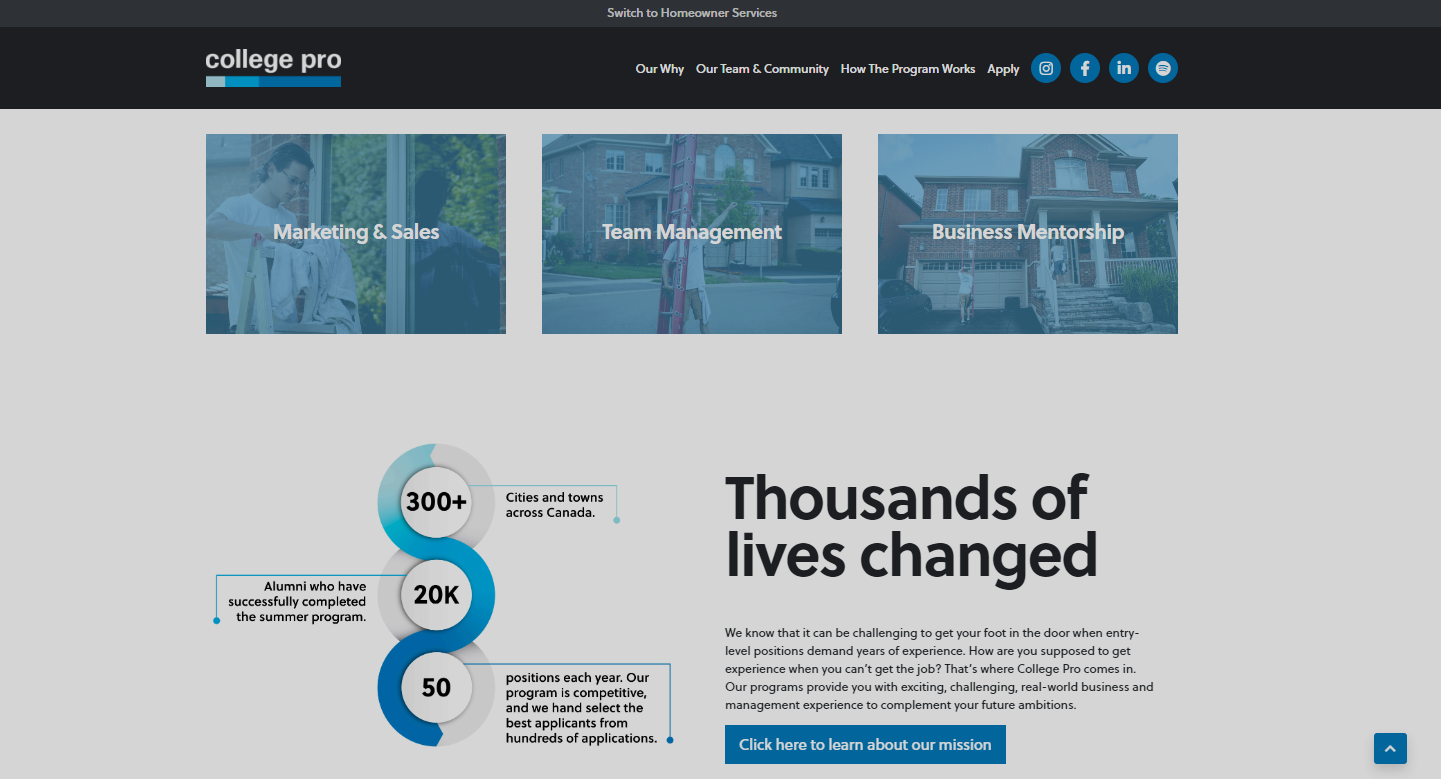 Switch to Homeowner Services
college pro
Our Why Our Team & Community How The Program Works Apply
Marketing & Sales
Team Management
Business Mentorship
300+
Cities and towns
across Canada.
Alumni who have
successfully completed
the summer program.
20K
50
positions each year. Our
program is competitive,
and we hand select the
best applicants from
hundreds of applications.
Thousands of
lives changed
We know that it can be challenging to get your foot in the door when entry-
level positions demand years of experience. How are you supposed to get
experience when you can't get the job? That's where College Pro comes in.
Our programs provide you with exciting, challenging, real-world business and
management experience to complement your future ambitions.
Click here to learn about our mission